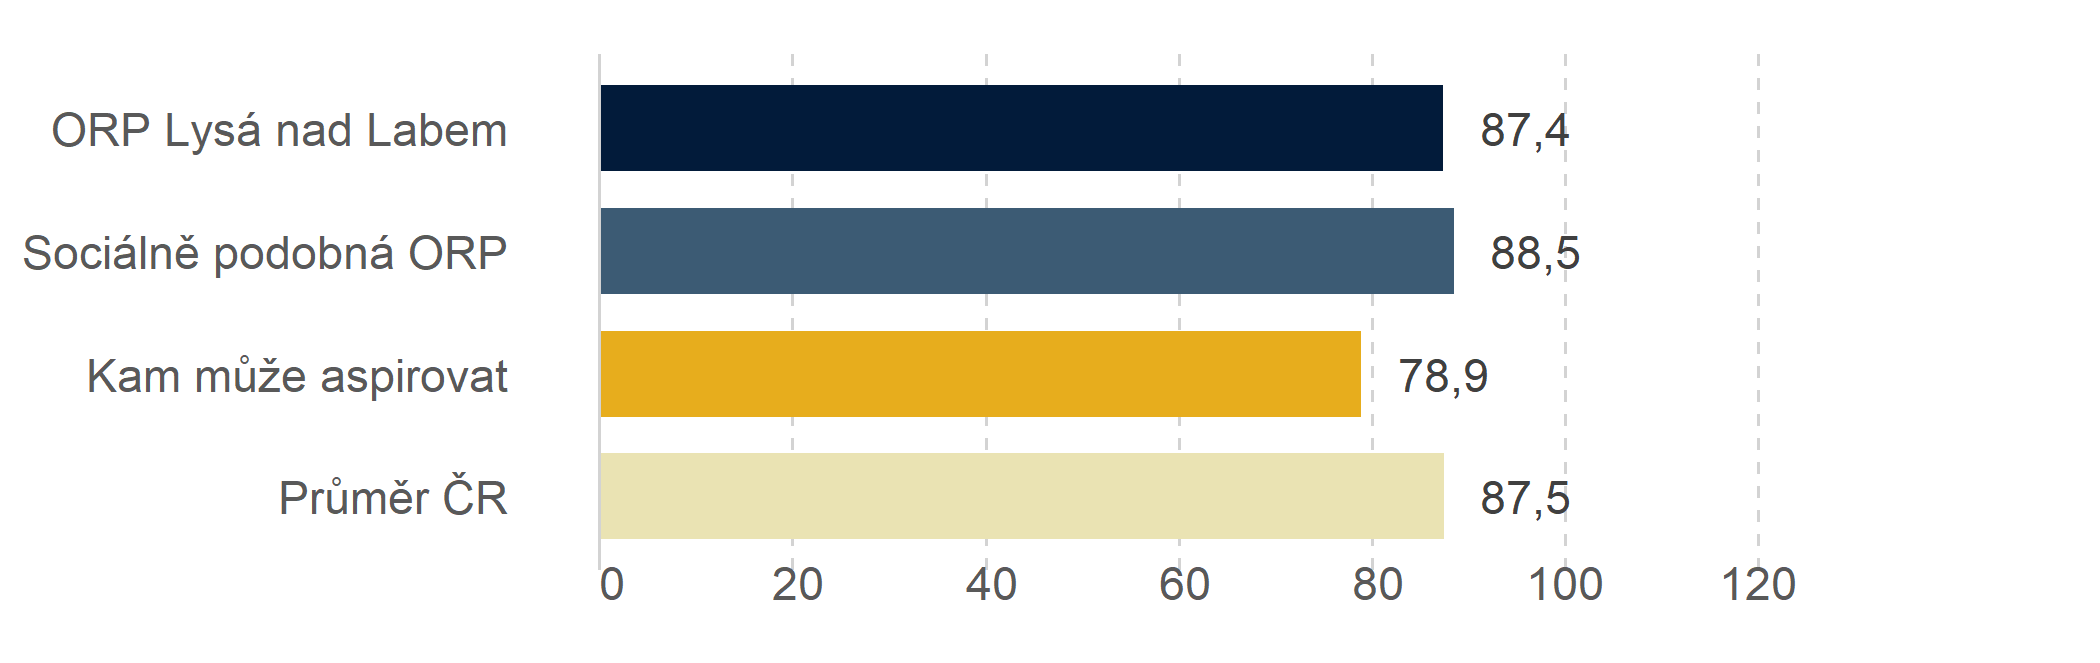 ORP Lysá nad Labem 87,4
Sociálně podobná ORP 88,5
Kam může aspirovat 78,9
Průměr ČR 87,5
0 20 40 60 80 100 120